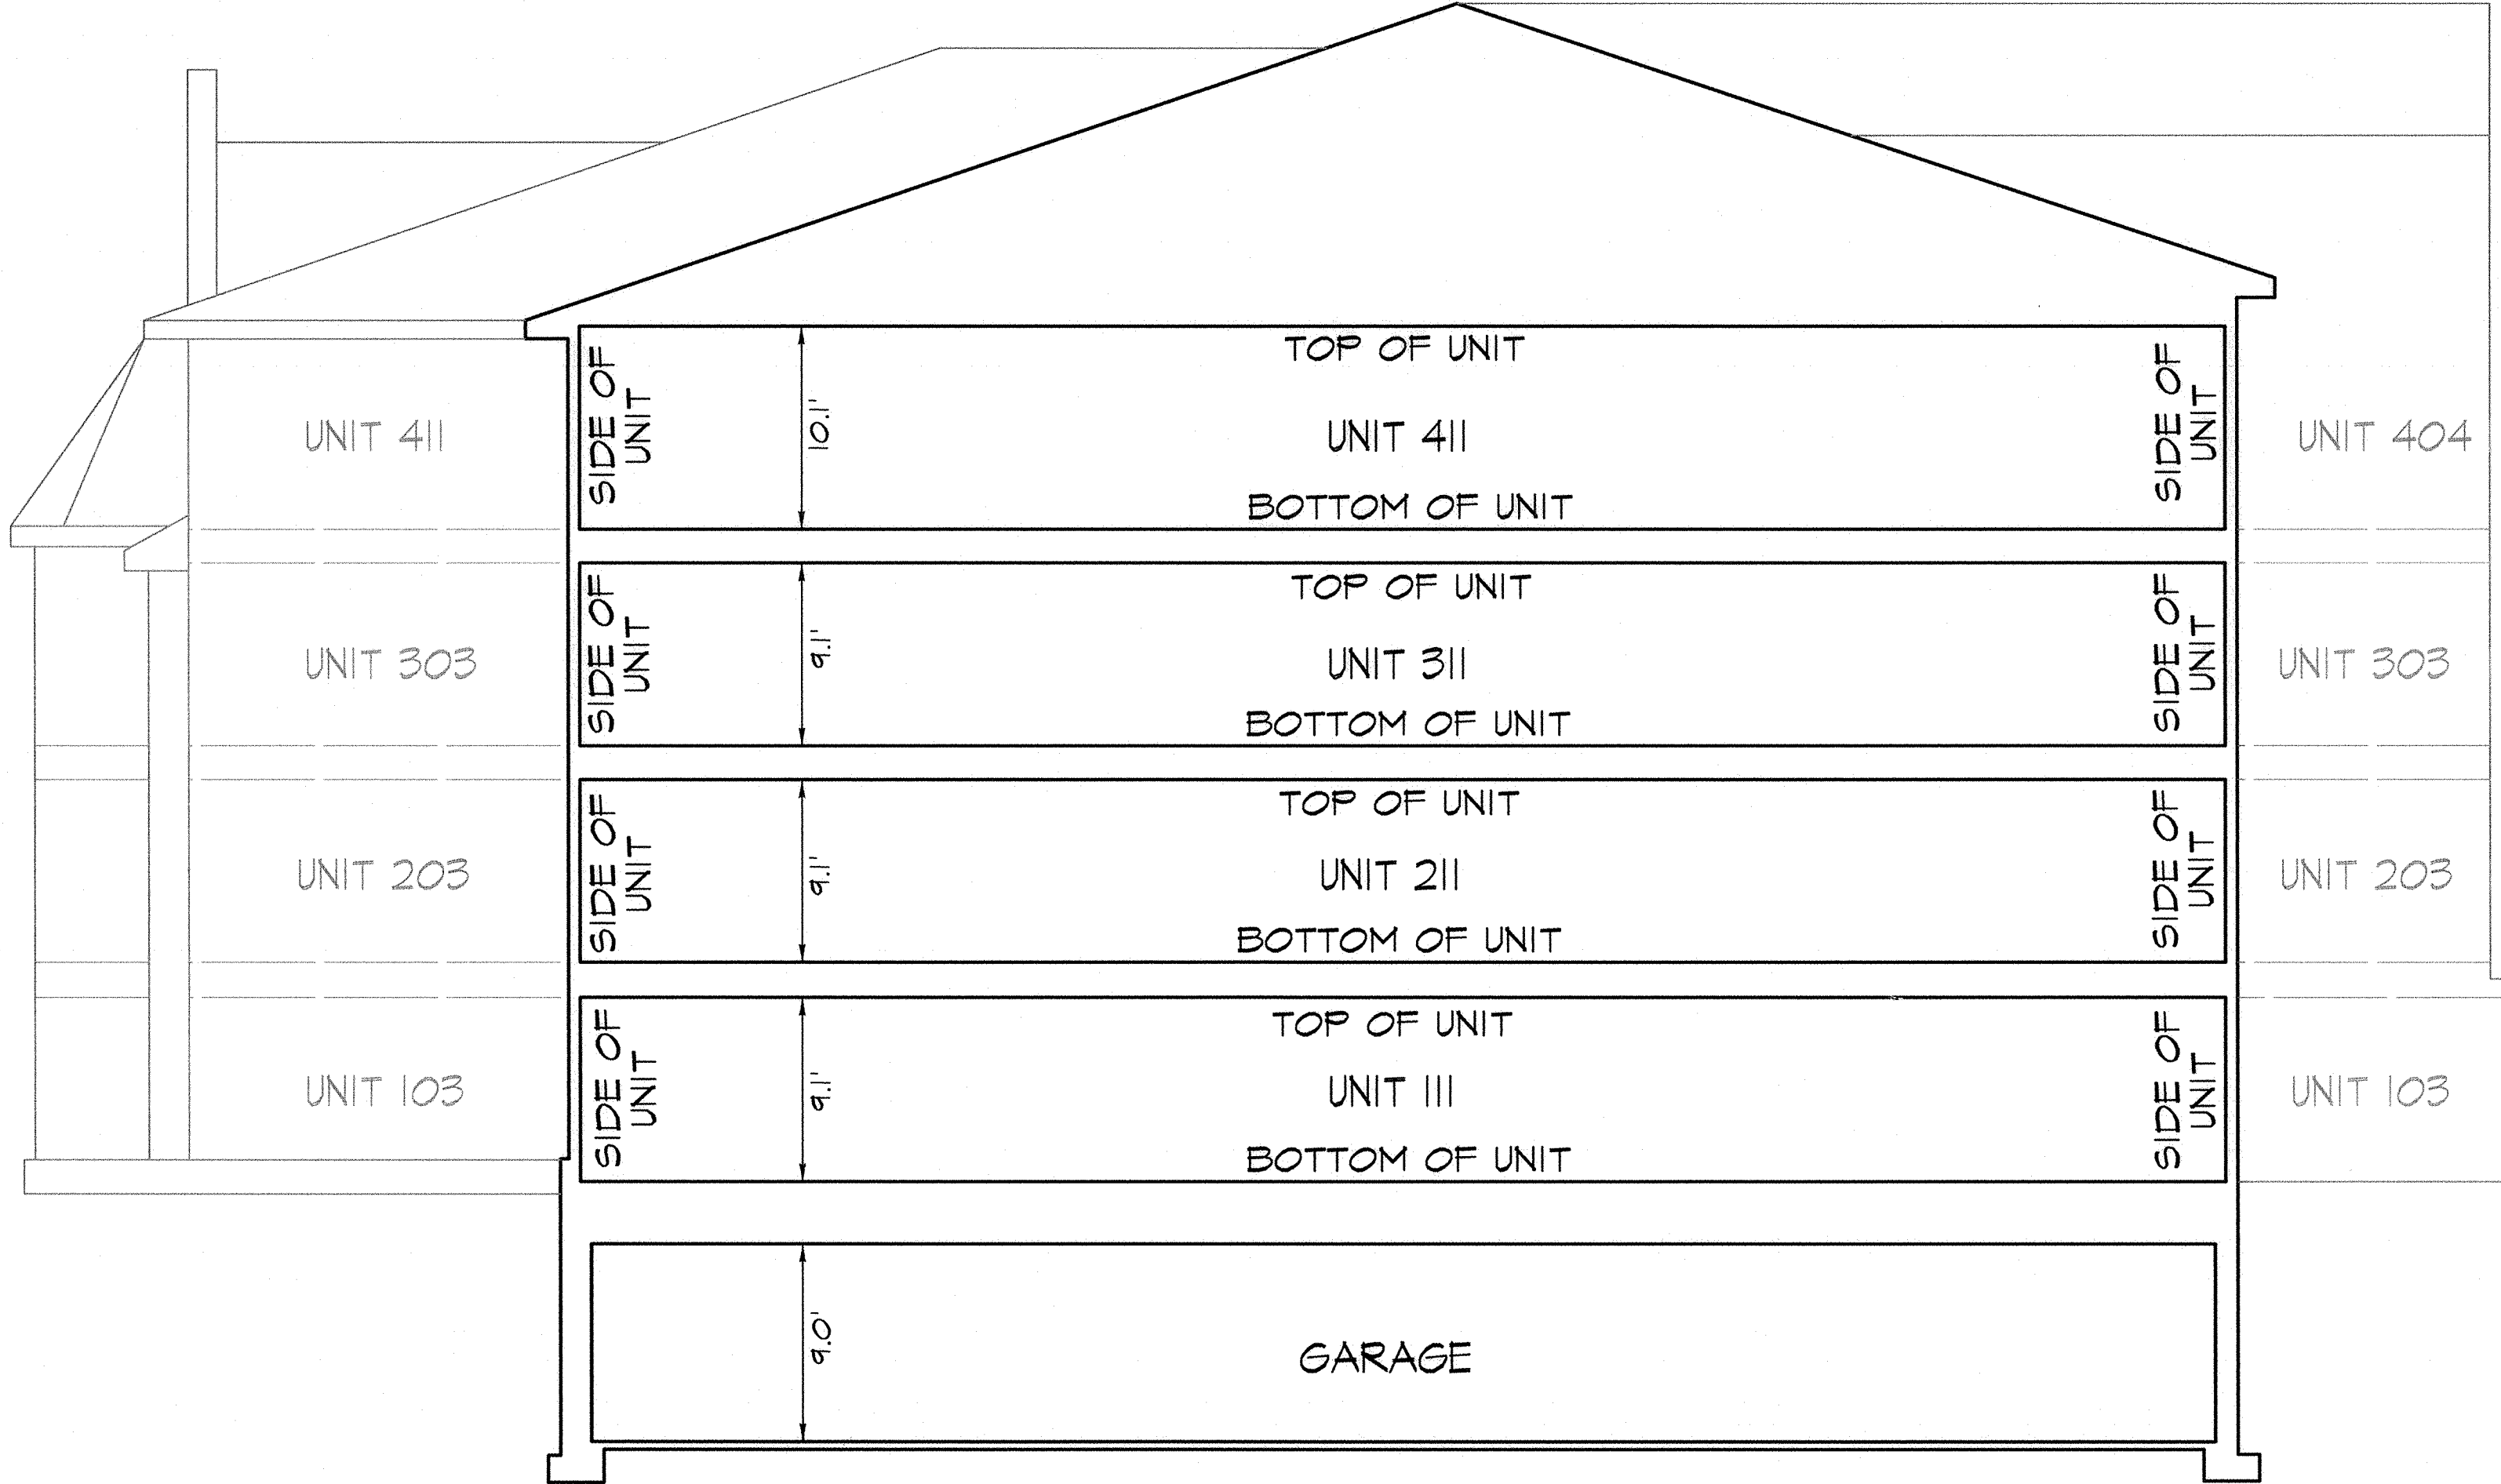 TOP OF UNIT
SIDE OF
UNIT
10.1'
UNIT 411
UNIT 411
SIDE OF
UNIT
UNIT 404
BOTTOM OF UNIT
TOP OF UNIT
SIDE OF
UNIT
9.1'
UNIT 303
UNIT 311
SIDE OF
UNIT
UNIT 303
BOTTOM OF UNIT
TOP OF UNIT
SIDE OF
UNIT
9.1'
UNIT 203
UNIT 211
SIDE OF
UNIT
UNIT 203
BOTTOM OF UNIT
TOP OF UNIT
SIDE OF
UNIT
9.1'
UNIT 103
UNIT 111
SIDE OF
UNIT
UNIT 103
BOTTOM OF UNIT
9.0'
GARAGE